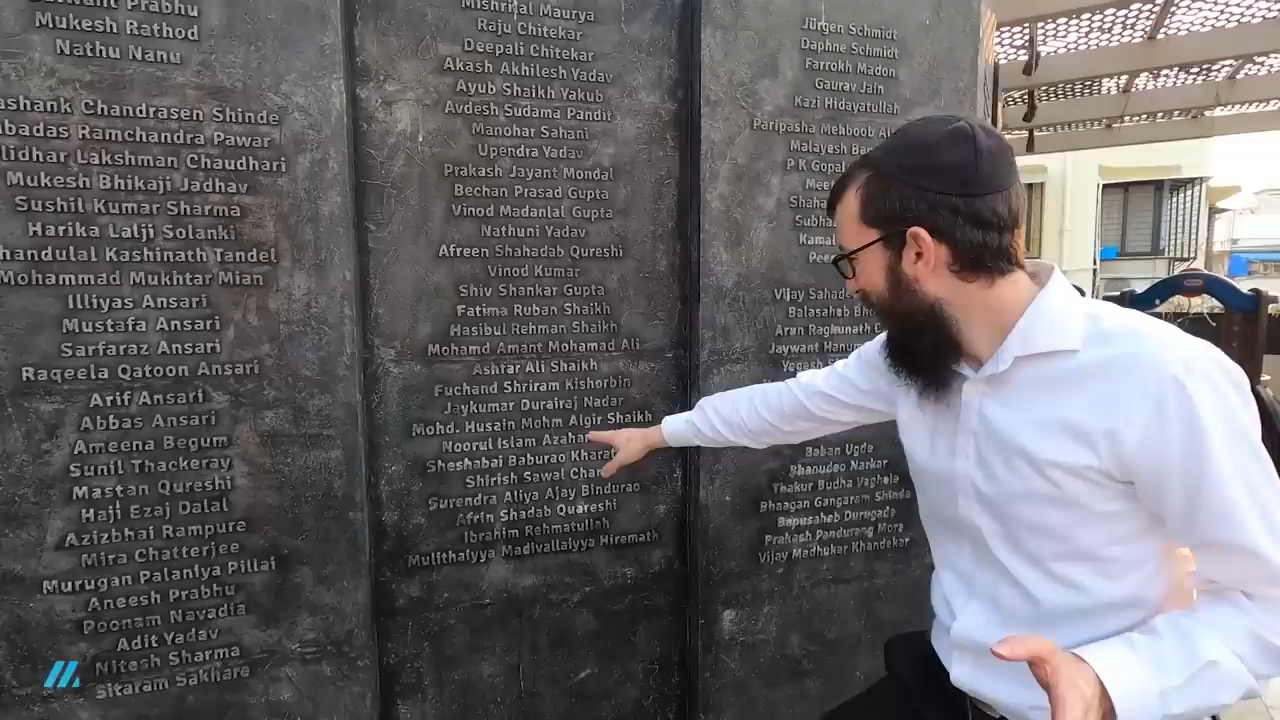 Prabhu
Mukesh Rathod
Nathu Nanu
Chandrasen Shinde
Ramchandra Pawar
Lakshman Chaudhari
Mukesh Bhikaji Jadhav
Sushil Kumar Sharma
Harika Lalji Solanki
Kashinath Tandel
Mohammad Mukhtar Mian
Illiyas Ansari
Mustafa Ansari
Sarfaraz Ansari
Raqeela Qatoon Ansari
Arif Ansari
Abbas Ansari
Ameena Begum
Sunil Thackeray
Mastan Qureshi
Haji Ezaj Dalal
Azizbhai Rampure
Mira Chatterjee
Murugan Palaniya Pillai
Aneesh Prabhu
Poonam Navadia
Adit Yadav
Nitesh Sharma
Sitaram Sakhare
Mishrilal Maurya
Raju Chitekar
Deepali Chitekar
Akash Akhilesh Yadav
Ayub Shaikh Yakub
Avdesh Sudama Pandit
Manohar Sahani
Upendra Yadav
Prakash Jayant Mondal
Bechan Prasad Gupta
Vinod Madanlal Gupta
Nathuni Yadav
Afreen Shahadab Qureshi
Vinod Kumar
Shiv Shankar Gupta
Fatima Ruban Shaikh
Hasibul Rehman Shaikh
Mohamd Amant Mohamad Ali
Ashfar Ali Shaikh
Fuchand Shriram Kishorbin
Jaykumar Durairaj Nadar
Mohd. Husain Mohm Algir Shaikh
Noorul Islam
Sheshabai Baburao Kharat
Shirish Sawal
Surendra Aliya Ajay Bindurao
Afrin Shadab Quareshi
Ibrahim Rehmatullah
Mulithaiyya Madivallaiyya Hiremath
Jürgen Schmidt
Daphne Schmidt
Farrokh Madon
Gaurav Jain
Kazi Hidayatullah
Paripasha Mehboob
Malayesh
P K
Vijay
Balasaheb
Arun Raghunath
Jaywant
Yogesh
Baban Ugde
Bhanudeo Narkar
Thakur Budha Vaghela
Bhaagan Gangaram Shinde
Bapusaheb Durugade
Prakash Pandurang More
Vijay Madhukar Khandekar